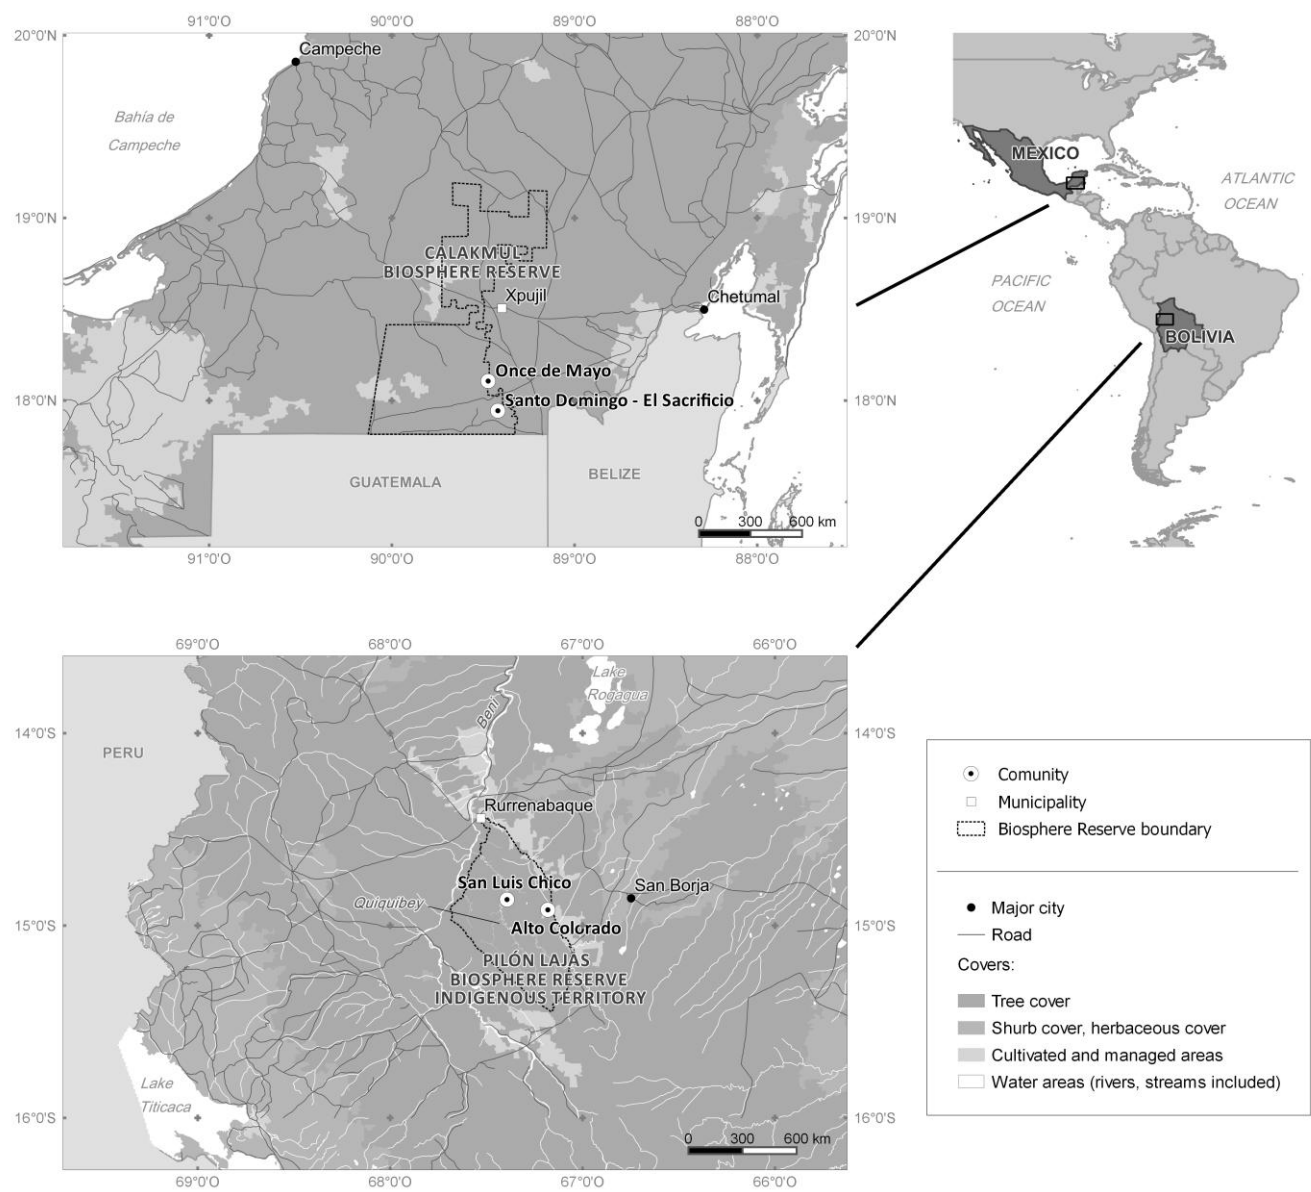 91°0'O 90°0'O 89°0'O 88°0'O
20°0'N 20°0'N
Campeche
Bahía de
Campeche
19°0'N 19°0'N
CALAKMUL
BIOSPHERE RESERVE
Xpujil
Chetumal
Once de Mayo
18°0'N 18°0'N
Santo Domingo - El Sacrificio
GUATEMALA
BELIZE
0 300 600 km
91°0'O 90°0'O 89°0'O 88°0'O
MEXICO
ATLANTIC
OCEAN
PACIFIC
OCEAN
BOLIVIA
69°0'O 68°0'O 67°0'O 66°0'O
Lake
Rogagua
Beni
14°0'S 14°0'S
PERU
Rurrenabaque
San Luis Chico
San Borja
Quiquibey
15°0'S 15°0'S
Alto Colorado
PILÓN LAJAS
BIOSPHERE RESERVE
INDIGENOUS TERRITORY
Lake
Titicaca
16°0'S 16°0'S
0 300 600 km
69°0'O 68°0'O 67°0'O 66°0'O
Comunity
Municipality
Biosphere Reserve boundary
Major city
Road
Covers:
Tree cover
Shurb cover, herbaceous cover
Cultivated and managed areas
Water areas (rivers, streams included)